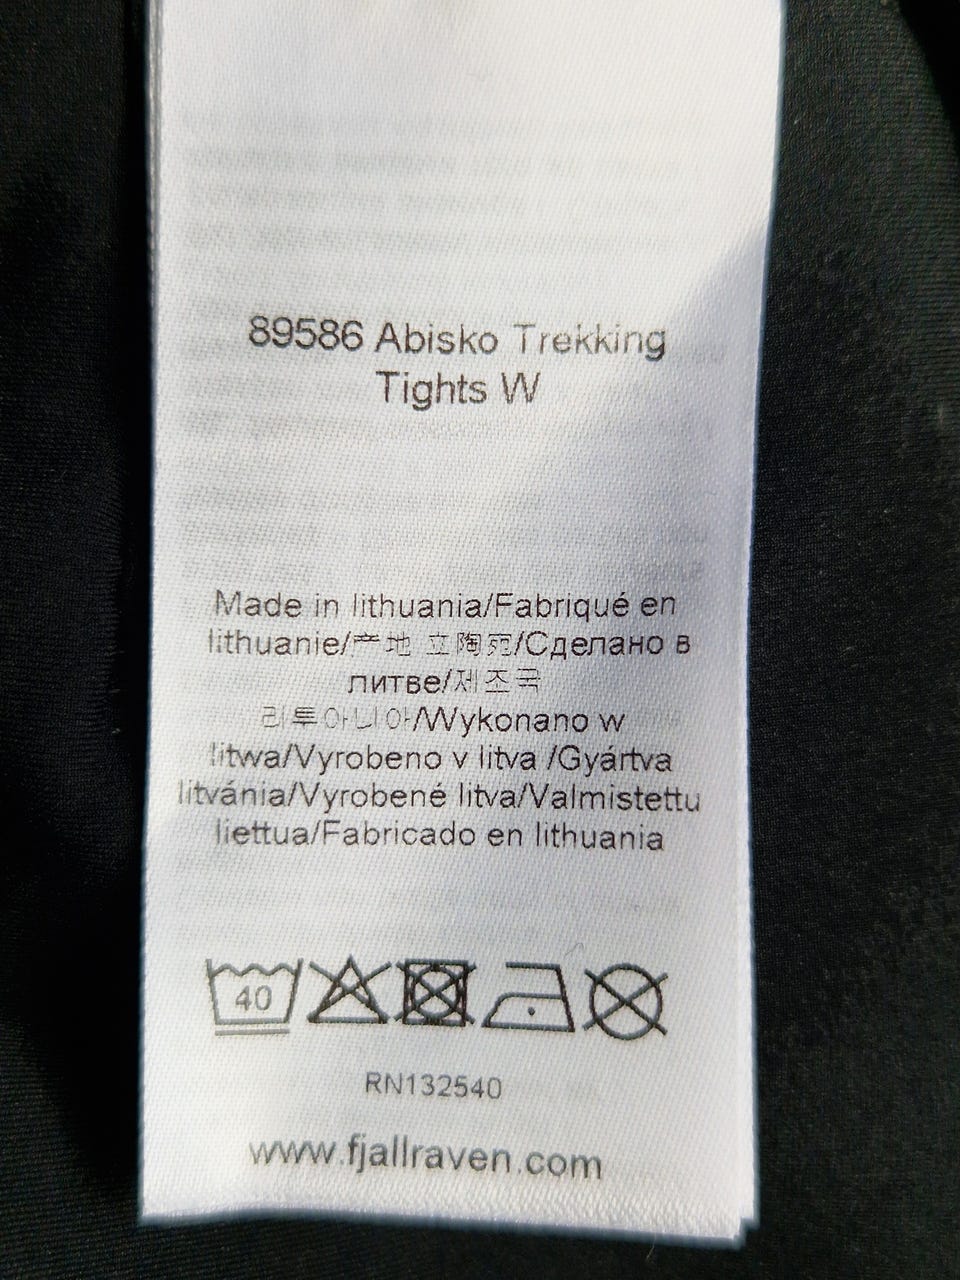 89586 Abisko Trekking
Tights W
Made in lithuania/Fabriqué en
lithuanie/产地 立陶宛/Сделано в
литве/제조국
리투아니아/Wykonano w
litwa/Vyrobeno v litva /Gyártva
litvánia/Vyrobené litva/Valmistettu
liettua/Fabricado en lithuania
40
RN132540
www.fjallraven.com